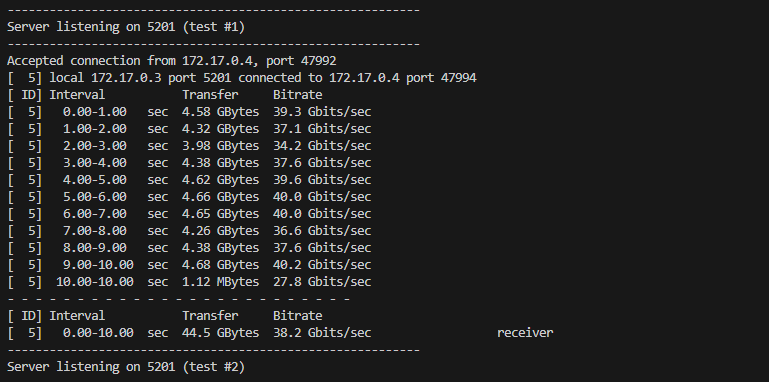 -----------------------------------------------------------
Server listening on 5201 (test #1)
-----------------------------------------------------------
Accepted connection from 172.17.0.4, port 47992
[  5] local 172.17.0.3 port 5201 connected to 172.17.0.4 port 47994
[ ID] Interval           Transfer     Bitrate
[  5]   0.00-1.00   sec  4.58 GBytes  39.3 Gbits/sec
[  5]   1.00-2.00   sec  4.32 GBytes  37.1 Gbits/sec
[  5]   2.00-3.00   sec  3.98 GBytes  34.2 Gbits/sec
[  5]   3.00-4.00   sec  4.38 GBytes  37.6 Gbits/sec
[  5]   4.00-5.00   sec  4.62 GBytes  39.6 Gbits/sec
[  5]   5.00-6.00   sec  4.66 GBytes  40.0 Gbits/sec
[  5]   6.00-7.00   sec  4.65 GBytes  40.0 Gbits/sec
[  5]   7.00-8.00   sec  4.26 GBytes  36.6 Gbits/sec
[  5]   8.00-9.00   sec  4.38 GBytes  37.6 Gbits/sec
[  5]   9.00-10.00  sec  4.68 GBytes  40.2 Gbits/sec
[  5]  10.00-10.00  sec  1.12 MBytes  27.8 Gbits/sec
- - - - - - - - - - - - - - - - - - - - - - - - -
[ ID] Interval           Transfer     Bitrate
[  5]   0.00-10.00  sec  44.5 GBytes  38.2 Gbits/sec                  receiver
-----------------------------------------------------------
Server listening on 5201 (test #2)